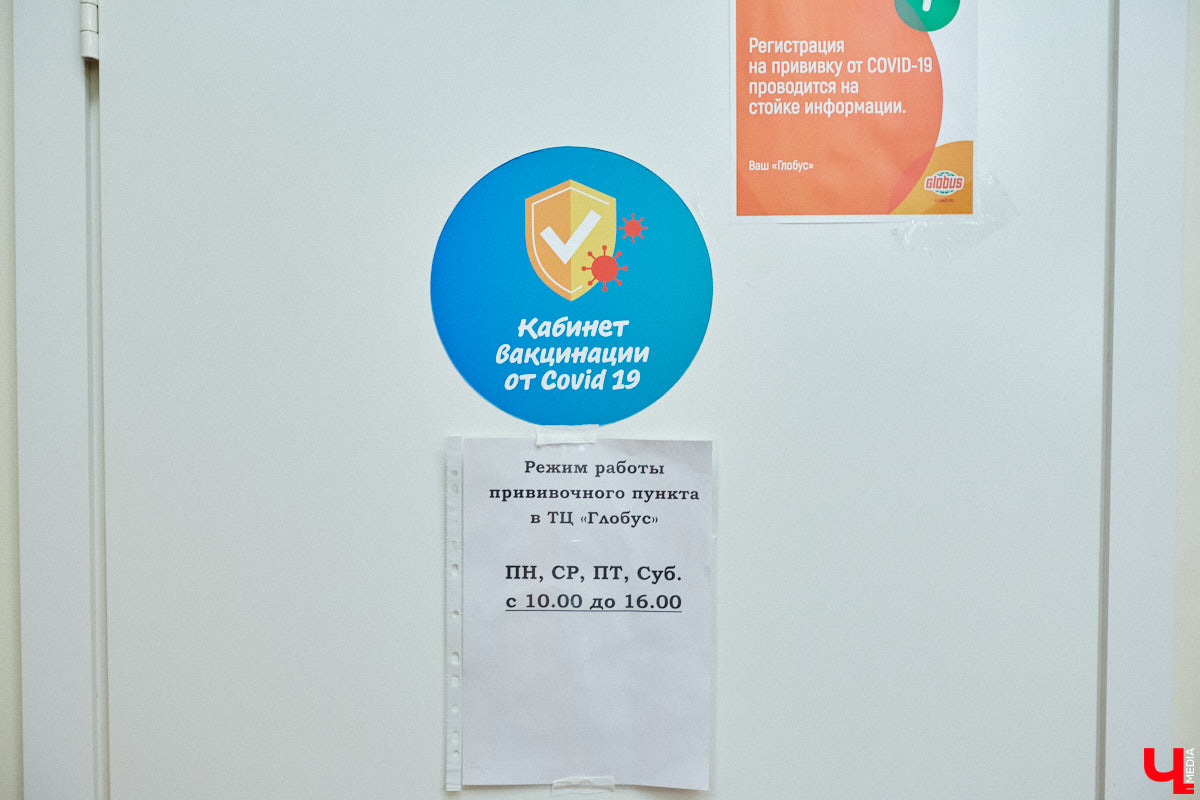 Регистрация
на прививку от COVID-19
проводится на
стойке информации.
Ваш «Глобус»
GLOBUS
Кабинет
вакцинации
от Covid 19
Режим работы
прививочного пункта
в ТЦ «Глобус»
ПН, СР, ПТ, Суб.
с 10.00 до 16.00
Ч MEDIA